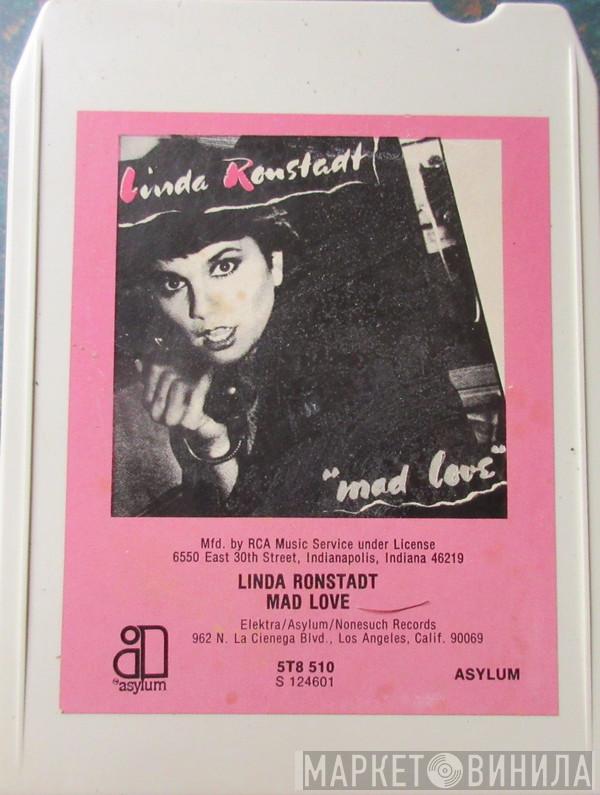 Linda Ronstadt
"mad love"
Mfd. by RCA Music Service under License
6550 East 30th Street, Indianapolis, Indiana 46219
LINDA RONSTADT
MAD LOVE
Elektra/Asylum/Nonesuch Records
962 N. La Cienega Blvd., Los Angeles, Calif. 90069
asylum
5T8 510
S 124601
ASYLUM
МАРКЕТ ВИНИЛА